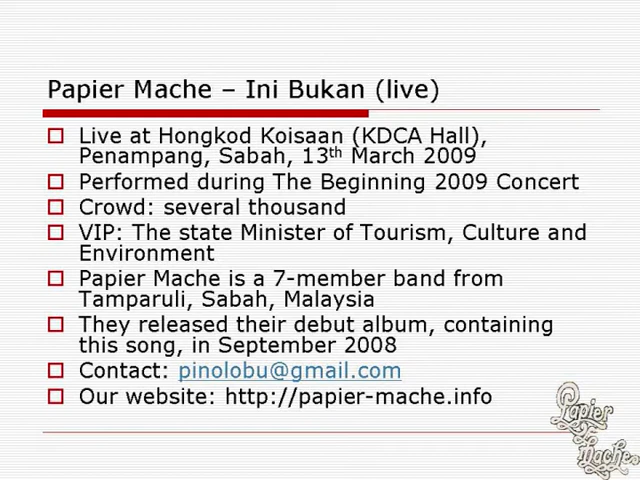 Papier Mache – Ini Bukan (live)
Live at Hongkod Koisaan (KDCA Hall),
Penampang, Sabah, 13th March 2009
Performed during The Beginning 2009 Concert
Crowd: several thousand
VIP: The state Minister of Tourism, Culture and
Environment
Papier Mache is a 7-member band from
Tamparuli, Sabah, Malaysia
They released their debut album, containing
this song, in September 2008
Contact: pinolobu@gmail.com
Our website: http://papier-mache.info
Papier
Mache